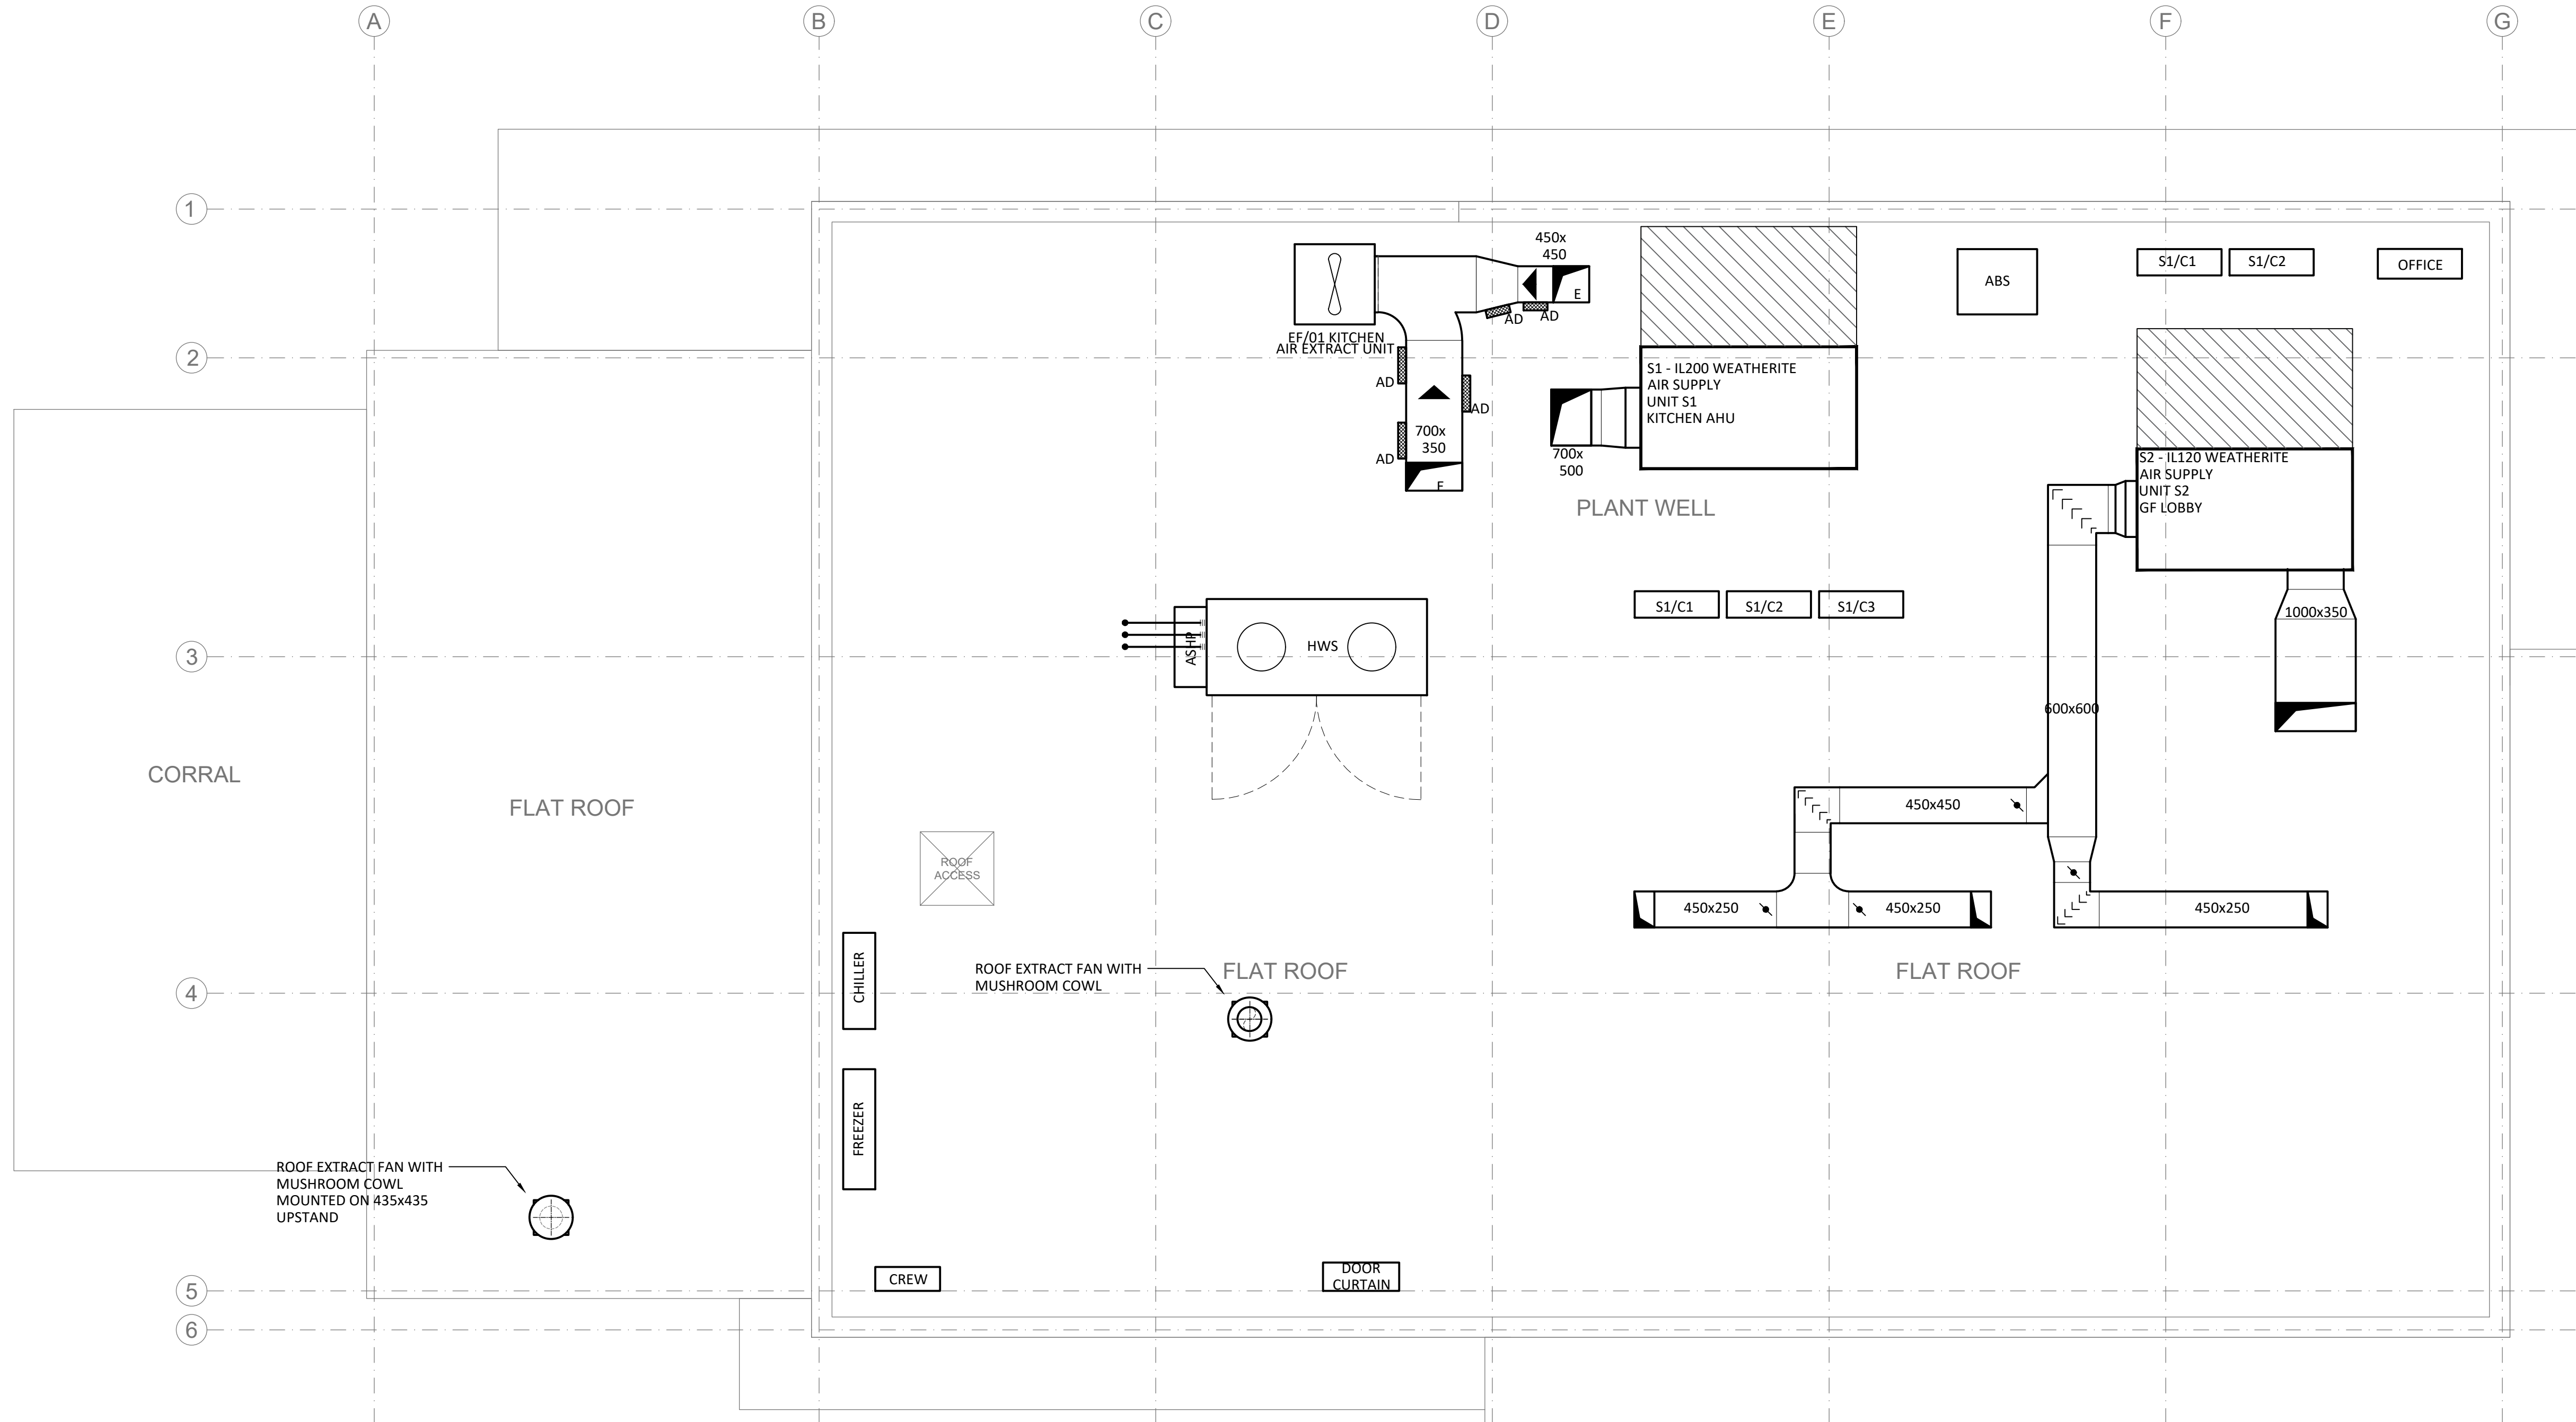 A
B
C
D
E
F
G
1
2
3
4
5
6
450x
450
E
AD
AD
EF/01 KITCHEN
AIR EXTRACT UNIT
AD
AD
700x
350
AD
E
S1 - IL200 WEATHERITE
AIR SUPPLY
UNIT S1
KITCHEN AHU
700x
500
PLANT WELL
ABS
S1/C1
S1/C2
OFFICE
S2 - IL120 WEATHERITE
AIR SUPPLY
UNIT S2
GF LOBBY
1000x350
S1/C1
S1/C2
S1/C3
ASHP
HWS
600x600
CORRAL
FLAT ROOF
ROOF
ACCESS
450x450
450x250
450x250
450x250
CHILLER
ROOF EXTRACT FAN WITH
MUSHROOM COWL
FLAT ROOF
FLAT ROOF
FREEZER
ROOF EXTRACT FAN WITH
MUSHROOM COWL
MOUNTED ON 435x435
UPSTAND
CREW
DOOR
CURTAIN